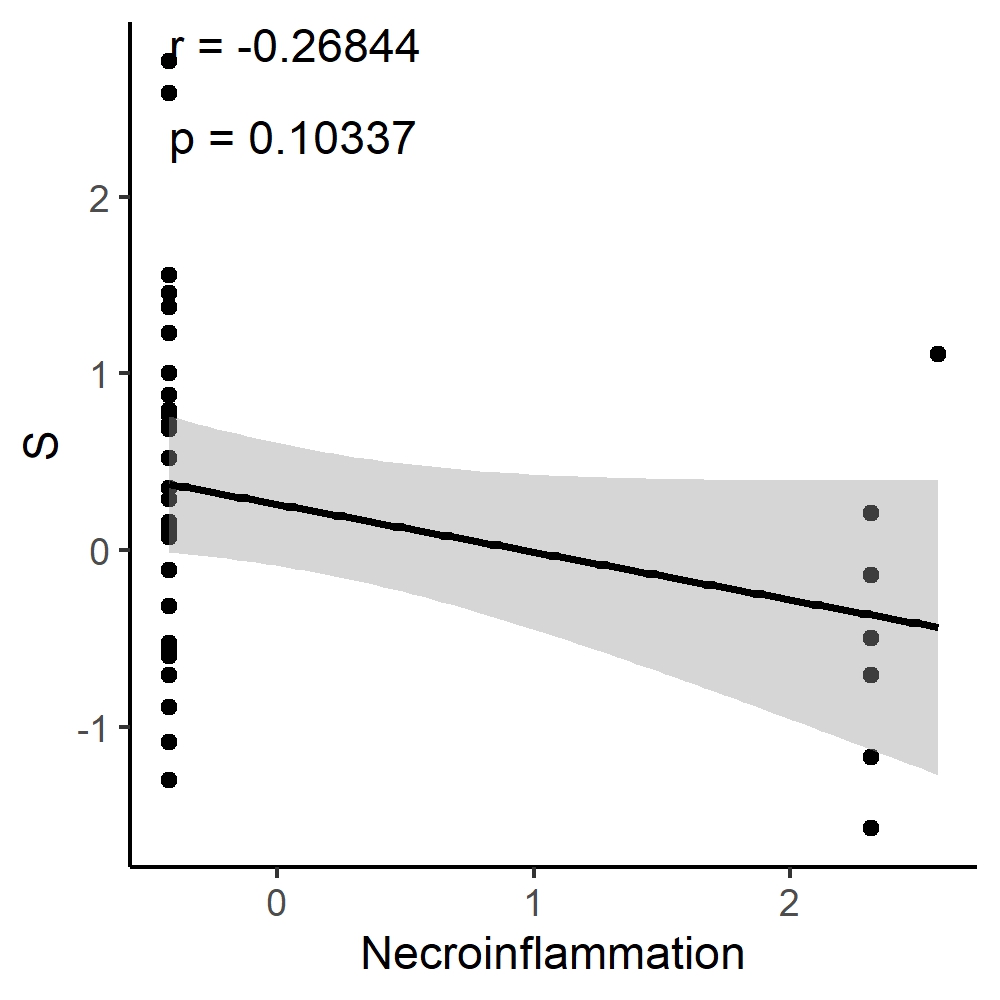 r = -0.26844
p = 0.10337
2
1
0
-1
S
0 1 2
Necroinflammation